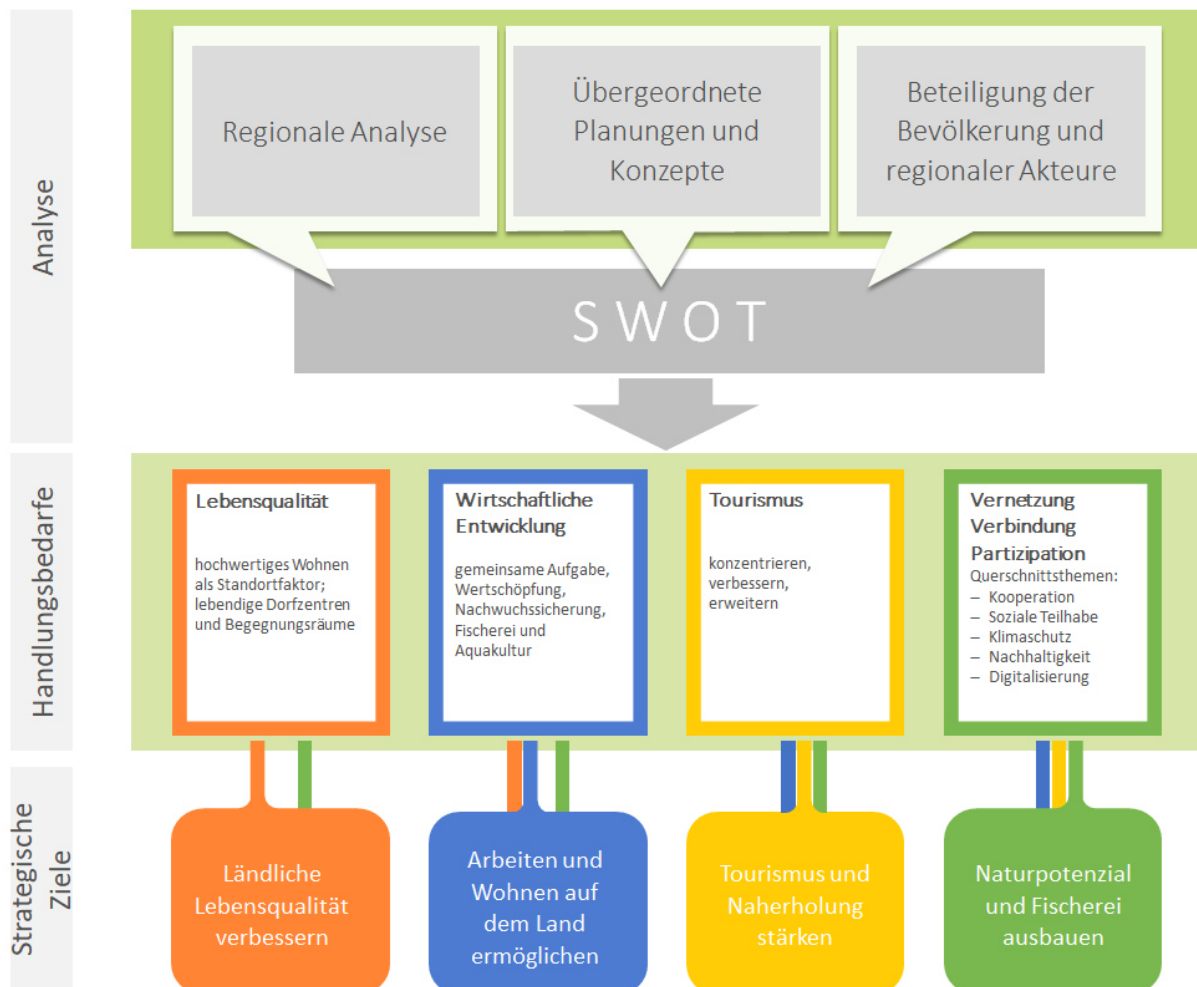 Analyse
Regionale Analyse
Übergeordnete
Planungen und
Konzepte
Beteiligung der
Bevölkerung und
regionaler Akteure
SWOT
Handlungsbedarfe
Lebensqualität
hochwertiges Wohnen
als Standortfaktor;
lebendige Dorfzentren
und Begegnungsräume
Wirtschaftliche
Entwicklung
gemeinsame Aufgabe,
Wertschöpfung,
Nachwuchssicherung,
Fischerei und
Aquakultur
Tourismus
konzentrieren,
verbessern,
erweitern
Vernetzung
Verbindung
Partizipation
Querschnittsthemen:
– Kooperation
– Soziale Teilhabe
– Klimaschutz
– Nachhaltigkeit
– Digitalisierung
Strategische
Ziele
Ländliche
Lebensqualität
verbessern
Arbeiten und
Wohnen auf
dem Land
ermöglichen
Tourismus und
Naherholung
stärken
Naturpotenzial
und Fischerei
ausbauen